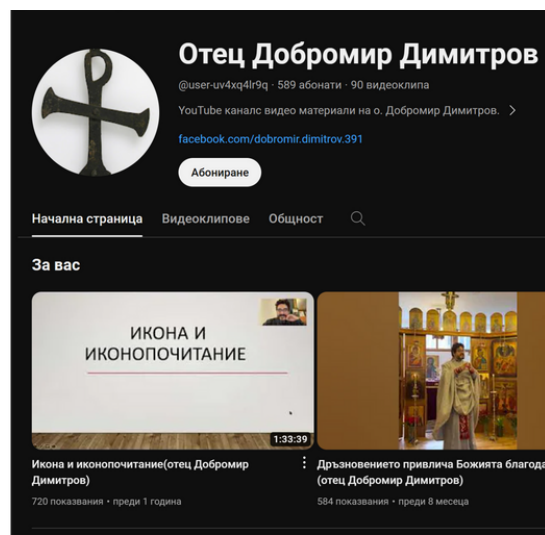 Отец Добромир Димитров
@user-uv4xq4lr9q · 589 абонати · 90 видеоклипа
YouTube каналс видео материали на о. Добромир Димитров.
facebook.com/dobromir.dimitrov.391
Абониране
Начална страница Видеоклипове Общност
За вас
ИКОНА И
ИКОНОПОЧИТАНИЕ
1:33:39
Икона и иконопочитание(отец Добромир
Димитров)
720 показвания • преди 1 година
Дръзновението привлича Божията благода
(отец Добромир Димитров)
584 показвания • преди 8 месеца